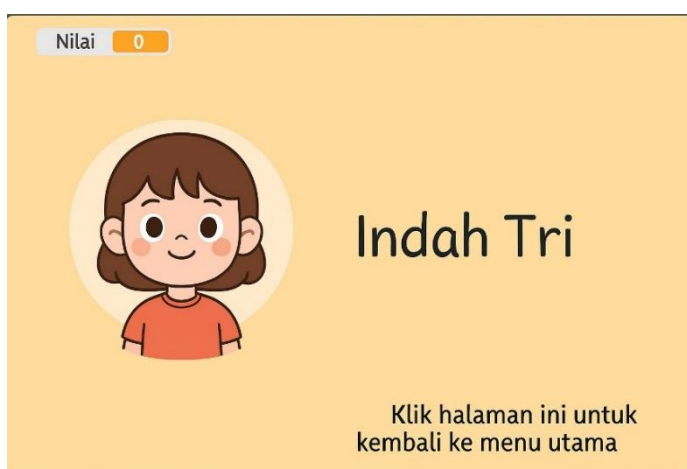 Nilai 0
Indah Tri
Klik halaman ini untuk
kembali ke menu utama